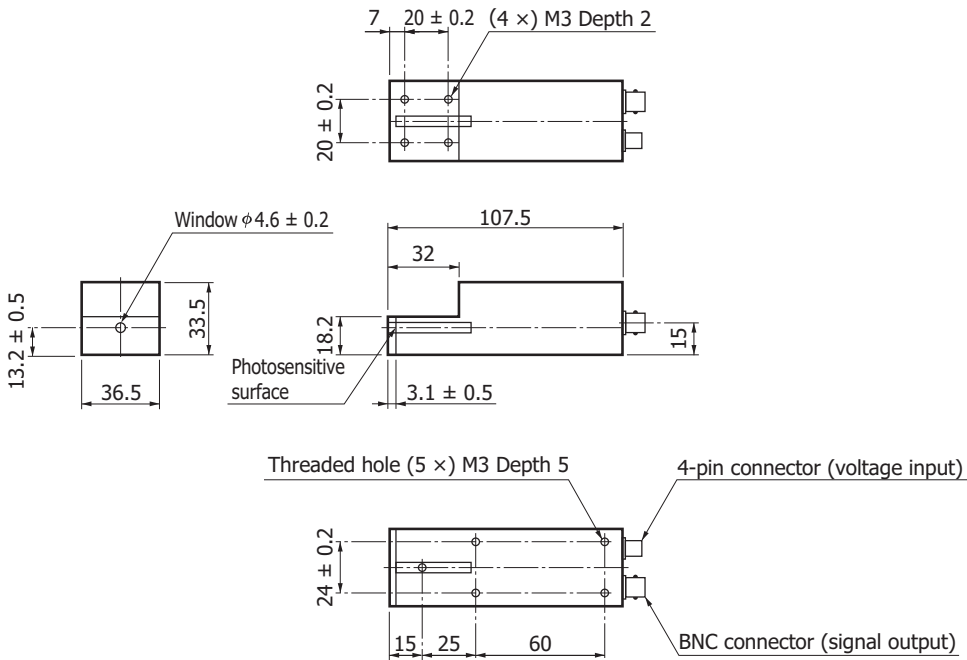 7
20 ± 0.2
(4 ×) M3 Depth 2
20 ± 0.2
Window ϕ4.6 ± 0.2
107.5
32
13.2 ± 0.5
33.5
18.2
15
36.5
Photosensitive
surface
3.1 ± 0.5
Threaded hole (5 ×) M3 Depth 5
4-pin connector (voltage input)
24 ± 0.2
15
25
60
BNC connector (signal output)